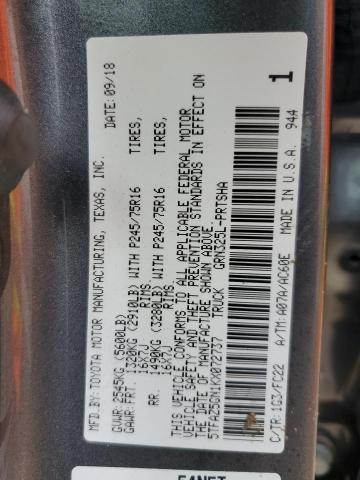 MFD.BY: TOYOTA MOTOR MANUFACTURING, TEXAS, INC. DATE: 09/18
GVWR: 2545KG (5600LB)
GAWR: FRT. 1320KG (2910LB) WITH P245/75R16 TIRES,
16X7J RIMS,
RR. 1490KG (3280LB) WITH P245/75R16 TIRES,
16X7J RIMS,
THIS VEHICLE CONFORMS TO ALL APPLICABLE FEDERAL MOTOR
VEHICLE SAFETY AND THEFT PREVENTION STANDARDS IN EFFECT ON
THE DATE OF MANUFACTURE SHOWN ABOVE.
5TFAZ5GN1KX072737 TRUCK GRN325L-PRTSHA 1
C/TR: 1G3/FC22 A/TM: A07A/AC60E MADE IN U.S.A. 944